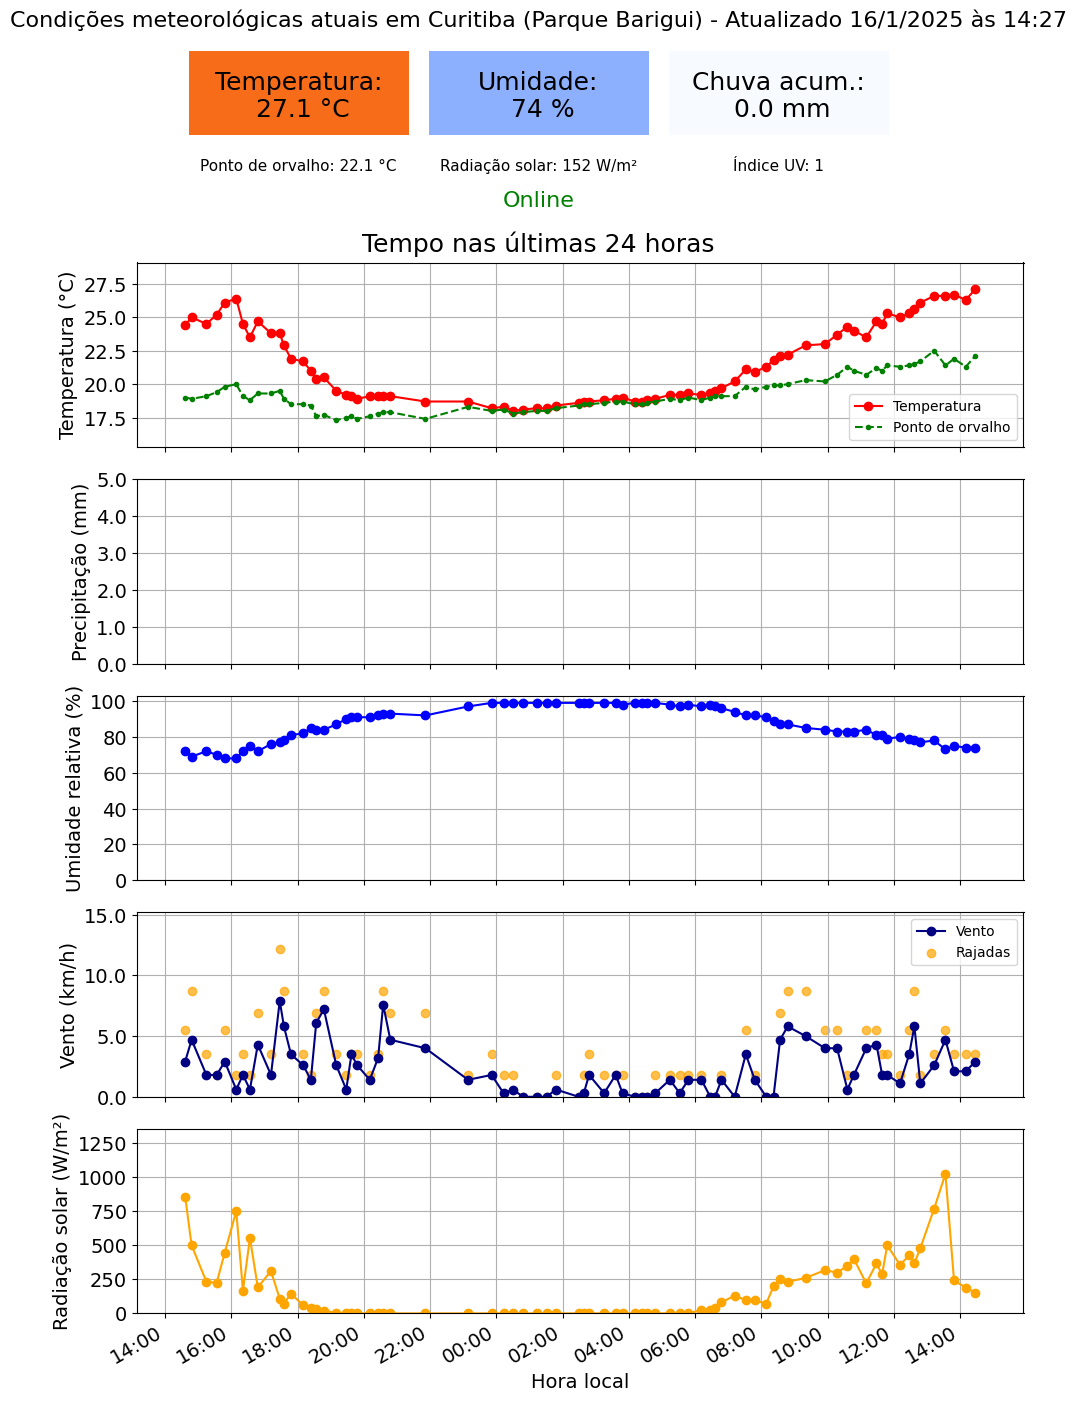 Condições meteorológicas atuais em Curitiba (Parque Barigui) - Atualizado 16/1/2025 às 14:27
Temperatura:
27.1 °C
Umidade:
74 %
Chuva acum.:
0.0 mm
Ponto de orvalho: 22.1 °C
Radiação solar: 152 W/m²
Índice UV: 1
Online
Tempo nas últimas 24 horas
Temperatura (°C)
27.5
25.0
22.5
20.0
17.5
Temperatura
Ponto de orvalho
Precipitação (mm)
5.0
4.0
3.0
2.0
1.0
0.0
Umidade relativa (%)
100
80
60
40
20
0
Vento (km/h)
15.0
10.0
5.0
0.0
Vento
Rajadas
Radiação solar (W/m²)
1250
1000
750
500
250
0
14:00
16:00
18:00
20:00
22:00
00:00
02:00
04:00
06:00
08:00
10:00
12:00
14:00
Hora local